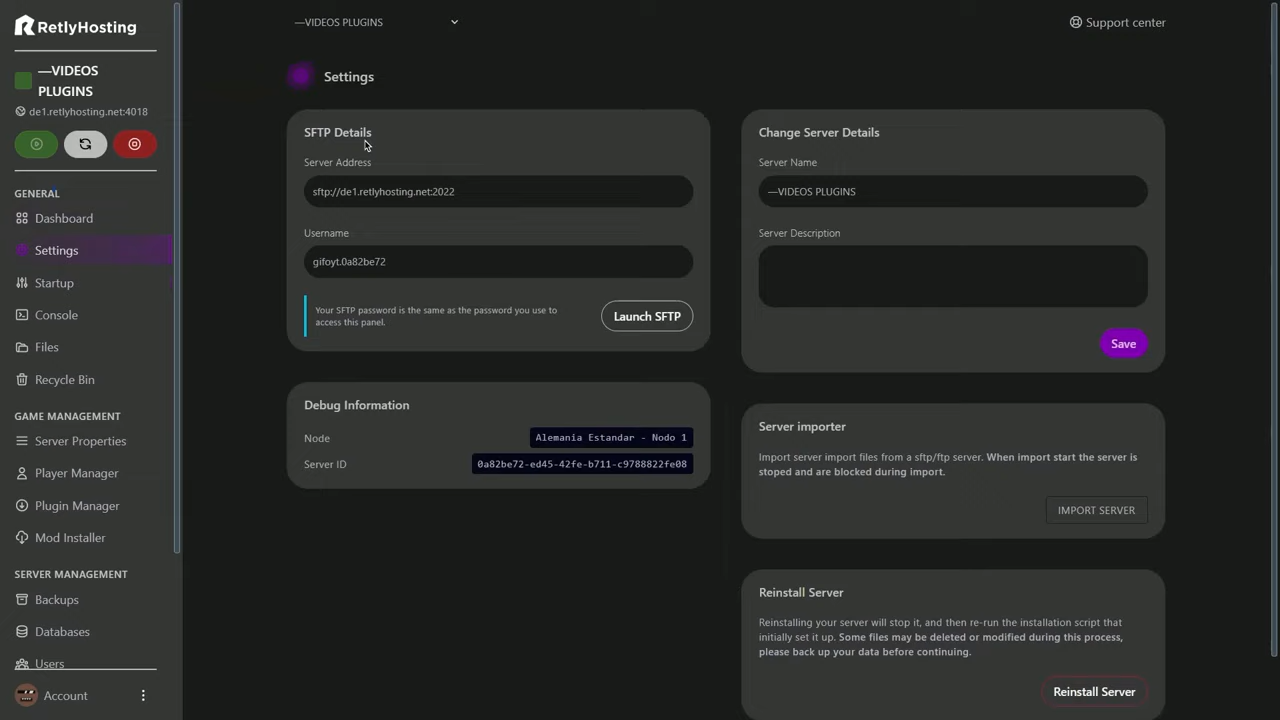 RetlyHosting
—VIDEOS
PLUGINS
de1.retlyhosting.net:4018
GENERAL
Dashboard
Settings
Startup
Console
Files
Recycle Bin
GAME MANAGEMENT
Server Properties
Player Manager
Plugin Manager
Mod Installer
SERVER MANAGEMENT
Backups
Databases
Users
Account
—VIDEOS PLUGINS
Support center
Settings
SFTP Details
Server Address
sftp://de1.retlyhosting.net:2022
Username
gifoyt.0a82be72
Your SFTP password is the same as the password you use to
access this panel.
Launch SFTP
Debug Information
Node
Alemania Estandar - Nodo 1
Server ID
0a82be72-ed45-42fe-b711-c9788822fe08
Change Server Details
Server Name
—VIDEOS PLUGINS
Server Description
Save
Server importer
Import server import files from a sftp/ftp server. When import start the server is
stoped and are blocked during import.
IMPORT SERVER
Reinstall Server
Reinstalling your server will stop it, and then re-run the installation script that
initially set it up. Some files may be deleted or modified during this process,
please back up your data before continuing.
Reinstall Server